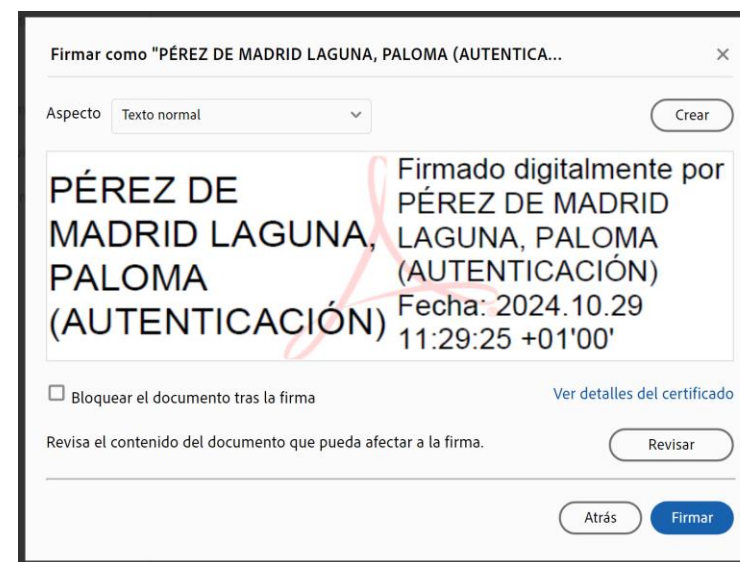 Firmar como "PÉREZ DE MADRID LAGUNA, PALOMA (AUTENTICA...
Aspecto Texto normal Crear
PÉREZ DE
MADRID LAGUNA,
PALOMA
(AUTENTICACIÓN)
Firmado digitalmente por
PÉREZ DE MADRID
LAGUNA, PALOMA
(AUTENTICACIÓN)
Fecha: 2024.10.29
11:29:25 +01'00'
Bloquear el documento tras la firma Ver detalles del certificado
Revisa el contenido del documento que pueda afectar a la firma. Revisar
Atrás Firmar